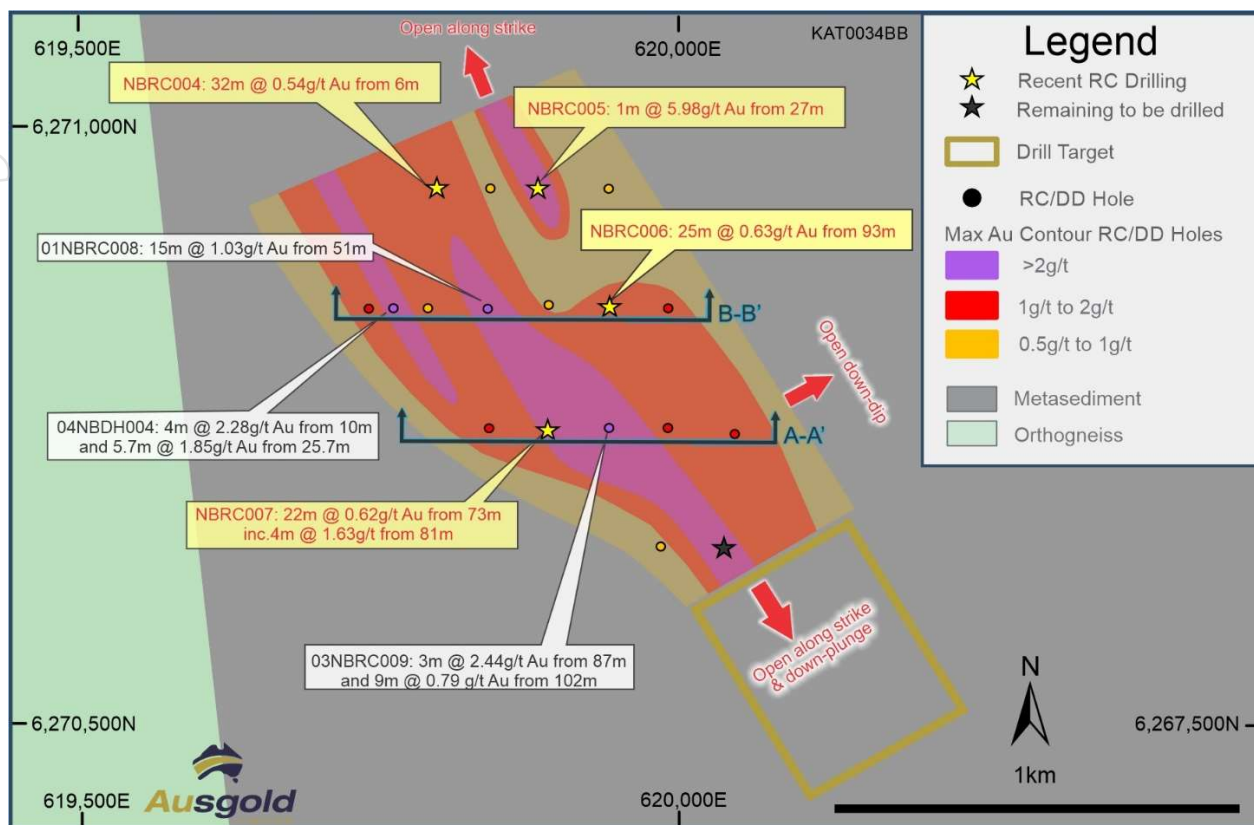 619,500E
Open along strike
620,000E
KAT0034BB
NBRC004: 32m @ 0.54g/t Au from 6m
NBRC005: 1m @ 5.98g/t Au from 27m
6,271,000N
NBRC006: 25m @ 0.63g/t Au from 93m
01NBRC008: 15m @ 1.03g/t Au from 51m
B-B'
Open down-dip
04NBDH004: 4m @ 2.28g/t Au from 10m
and 5.7m @ 1.85g/t Au from 25.7m
A-A'
NBRC007: 22m @ 0.62g/t Au from 73m
inc.4m @ 1.63g/t from 81m
03NBRC009: 3m @ 2.44g/t Au from 87m
and 9m @ 0.79 g/t Au from 102m
Open along strike
& down-plunge
Legend
Recent RC Drilling
Remaining to be drilled
Drill Target
RC/DD Hole
Max Au Contour RC/DD Holes
>2g/t
1g/t to 2g/t
0.5g/t to 1g/t
Metasediment
Orthogneiss
N
1km
6,270,500N
6,267,500N
Ausgold
619,500E
620,000E